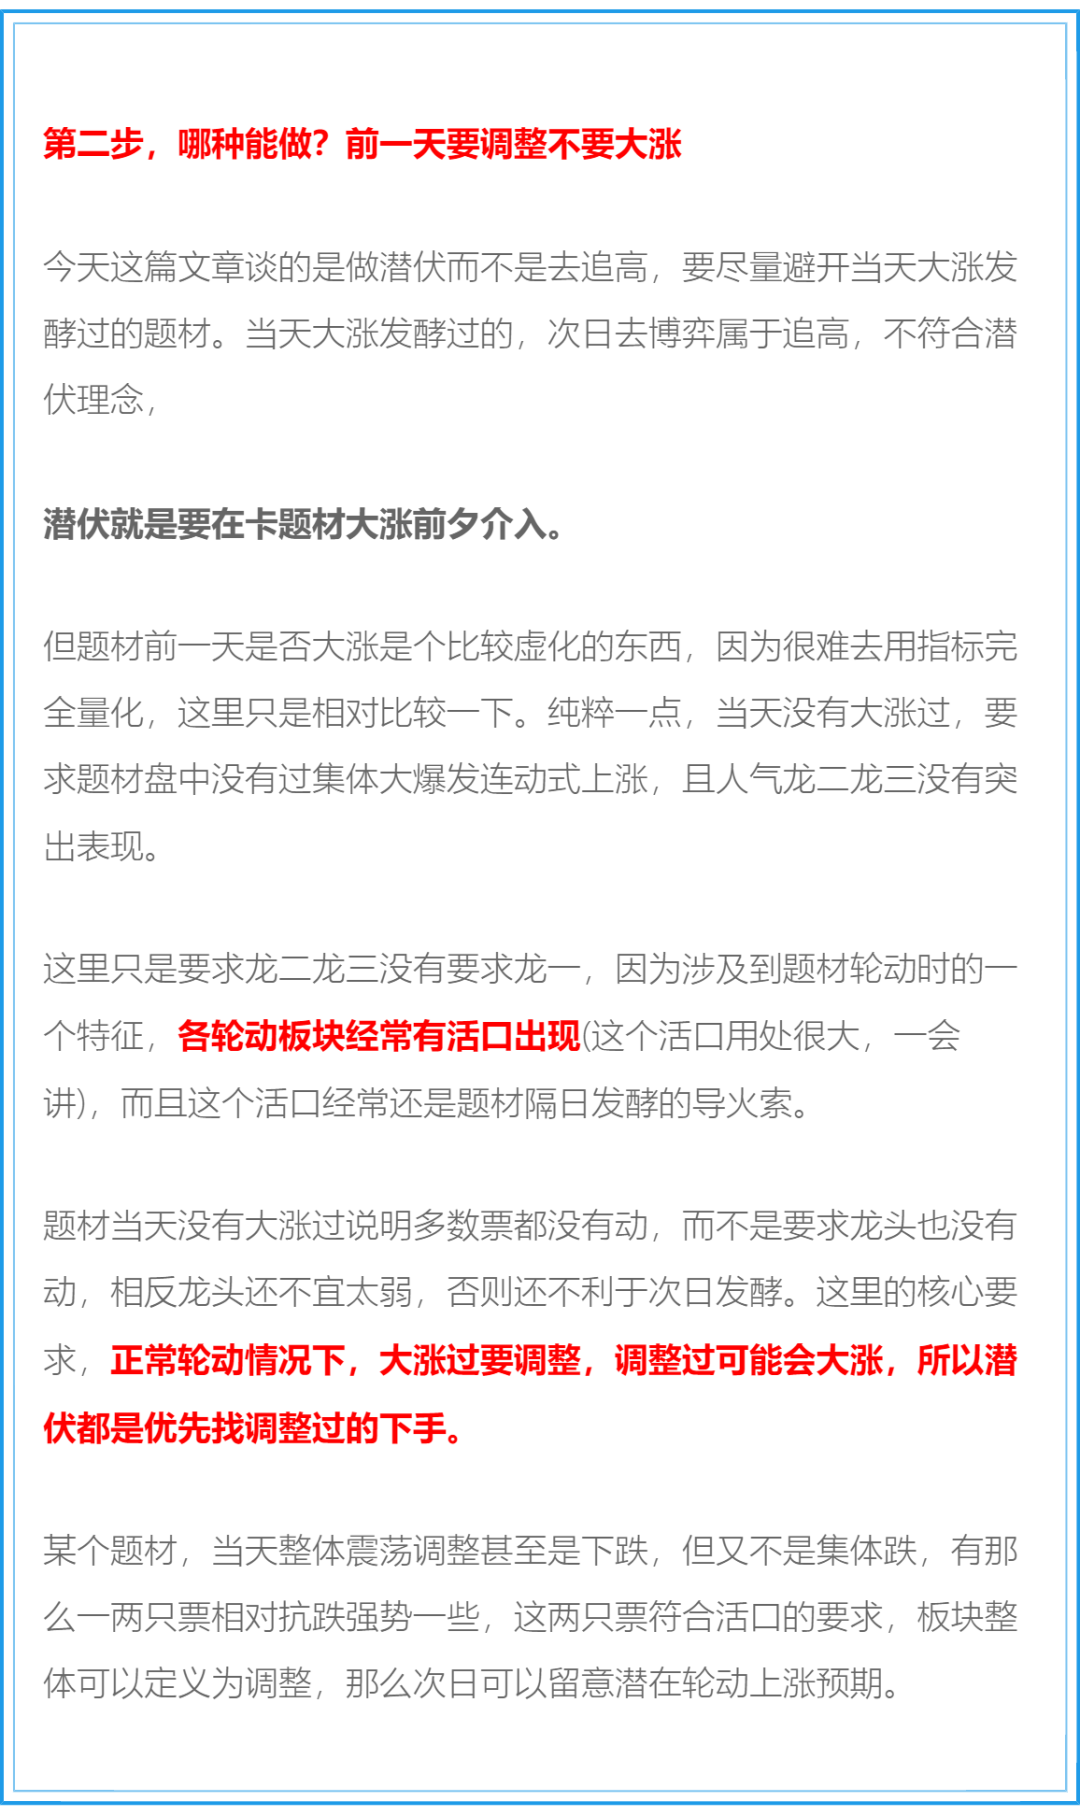 第二步，哪种能做？前一天要调整不要大涨
今天这篇文章谈的是做潜伏而不是去追高，要尽量避开当天大涨发
酵过的题材。当天大涨发酵过的，次日去博弈属于追高，不符合潜
伏理念，
潜伏就是要在卡题材大涨前夕介入。
但题材前一天是否大涨是个比较虚化的东西，因为很难去用指标完
全量化，这里只是相对比较一下。纯粹一点，当天没有大涨过，要
求题材盘中没有过集体大爆发连动式上涨，且人气龙二龙三没有突
出表现。
这里只是要求龙二龙三没有要求龙一，因为涉及到题材轮动时的一
个特征，各轮动板块经常有活口出现(这个活口用处很大，一会
讲)，而且这个活口经常还是题材隔日发酵的导火索。
题材当天没有大涨过说明多数票都没有动，而不是要求龙头也没有
动，相反龙头还不宜太弱，否则还不利于次日发酵。这里的核心要
求，正常轮动情况下，大涨过要调整，调整过可能会大涨，所以潜
伏都是优先找调整过的下手。
某个题材，当天整体震荡调整甚至是下跌，但又不是集体跌，有那
么一两只票相对抗跌强势一些，这两只票符合活口的要求，板块整
体可以定义为调整，那么次日可以留意潜在轮动上涨预期。